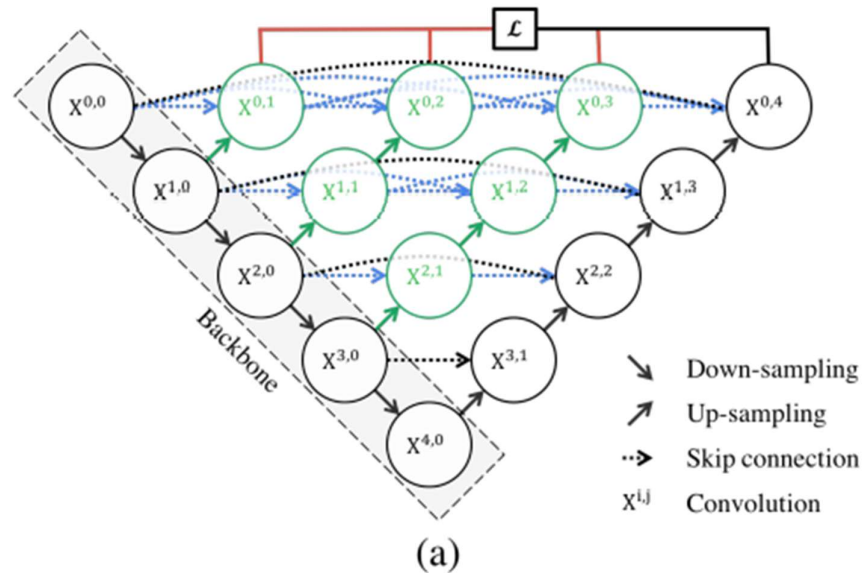 ℒ
X^0,0 X^0,1 X^0,2 X^0,3 X^0,4
X^1,0 X^1,1 X^1,2 X^1,3
X^2,0 X^2,1 X^2,2
Backbone
X^3,0 X^3,1
X^4,0
Down-sampling
Up-sampling
Skip connection
X^i,j Convolution
(a)